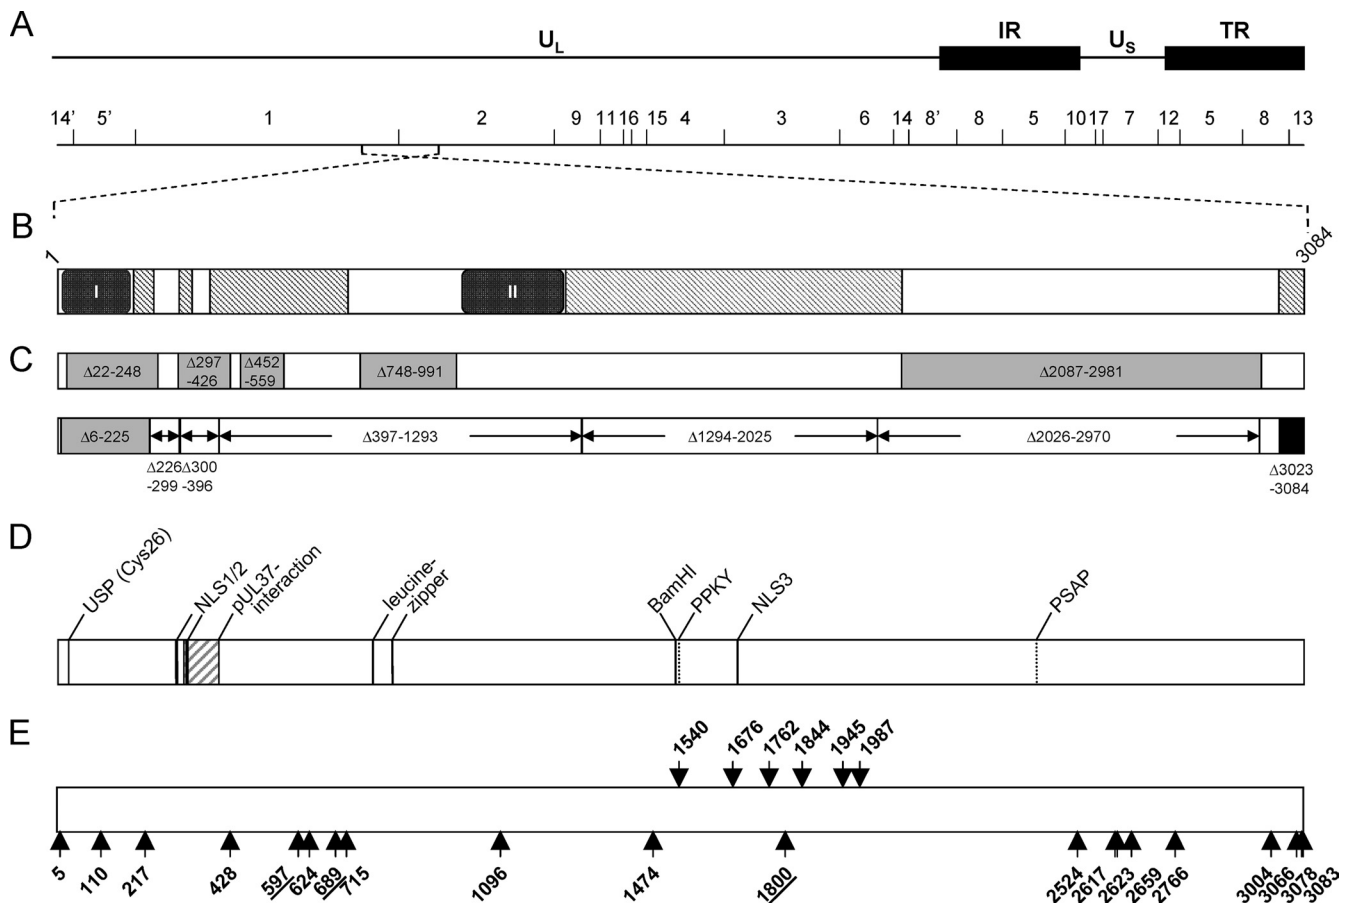 A
U_L
IR
U_S
TR
14' 5' 1 2 9 11 16 15 4 3 6 14 8' 8 5 10 17 7 12 5 8 13
B
1
3084
I
II
C
Δ22-248
Δ297
-426
Δ452
-559
Δ748-991
Δ2087-2981
Δ6-225
Δ397-1293
Δ1294-2025
Δ2026-2970
Δ226
-299
Δ300
-396
Δ3023
-3084
D
USP (Cys26)
NLS1/2
pUL37-
interaction
leucine-
zipper
BamHI
PPKY
NLS3
PSAP
E
1540 1676 1762 1844 1945 1987
5 110 217 428 597 624 689 715 1096 1474 1800 2524 2617 2623 2659 2766 3004 3066 3078 3083